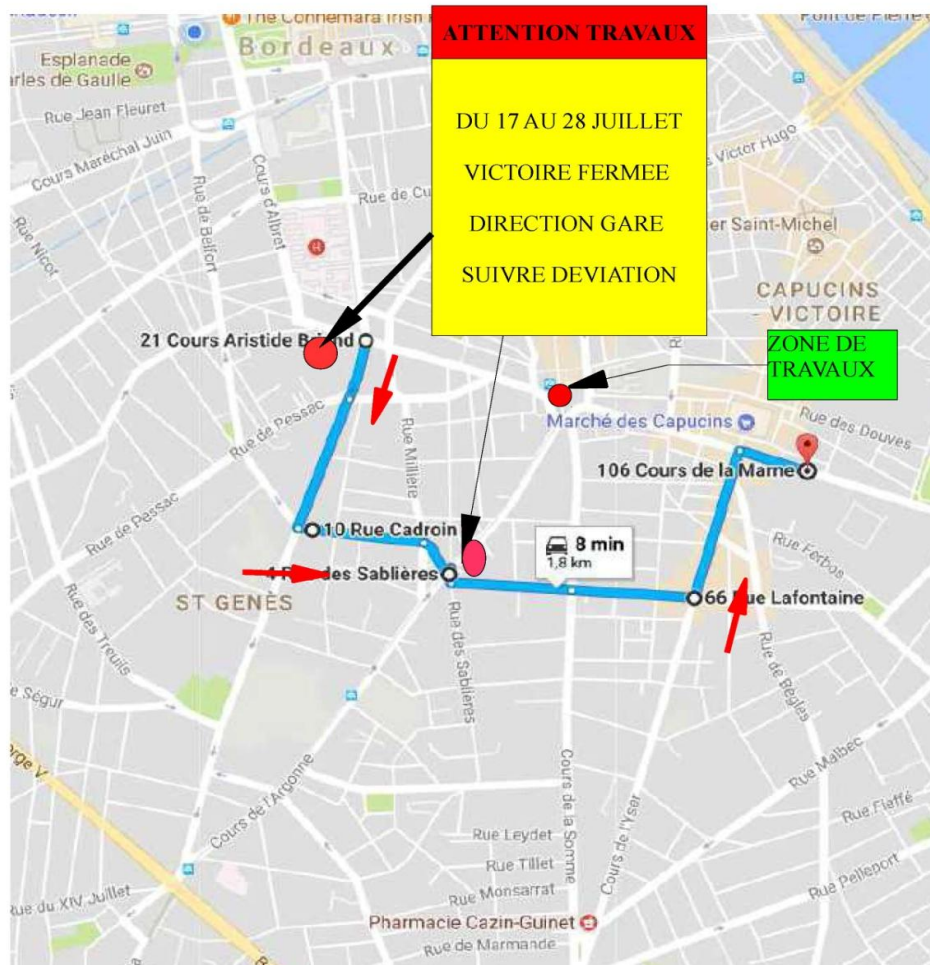 The Connemara Irish
Bordeaux
Esplanade
Charles de Gaulle
Rue Jean Fleuret
Cours Maréchal Juin
Rue de Belfort
Cours d'Albret
Rue de Cu
Rue Nicot
ATTENTION TRAVAUX
DU 17 AU 28 JUILLET
VICTOIRE FERMEE
DIRECTION GARE
SUIVRE DEVIATION
Victor Hugo
er Saint-Michel
CAPUCINS
- VICTOIRE
ZONE DE
TRAVAUX
21 Cours Aristide
Rue de Pessac
Rue Millière
Marché des Capucins
Rue des Douves
106 Cours de la Marne
Rue de Pessac
10 Rue Cadroin
8 min
1,8 km
Rue Ferbos
des Sablières
66 Rue Lafontaine
ST GENÈS
Rue des Treuils
Rue des Sablières
Rue de Bègles
Ségur
orge V
Cours de l'Argonne
Cours de la Somme
Cours de l'Yser
Rue Malbec
Rue Fieffé
Rue Leydet
Rue Tillet
Rue Monsarrat
Rue Pelleport
Rue du XIV Juillet
Pharmacie Cazin-Guinet
Rue de Marmande
B